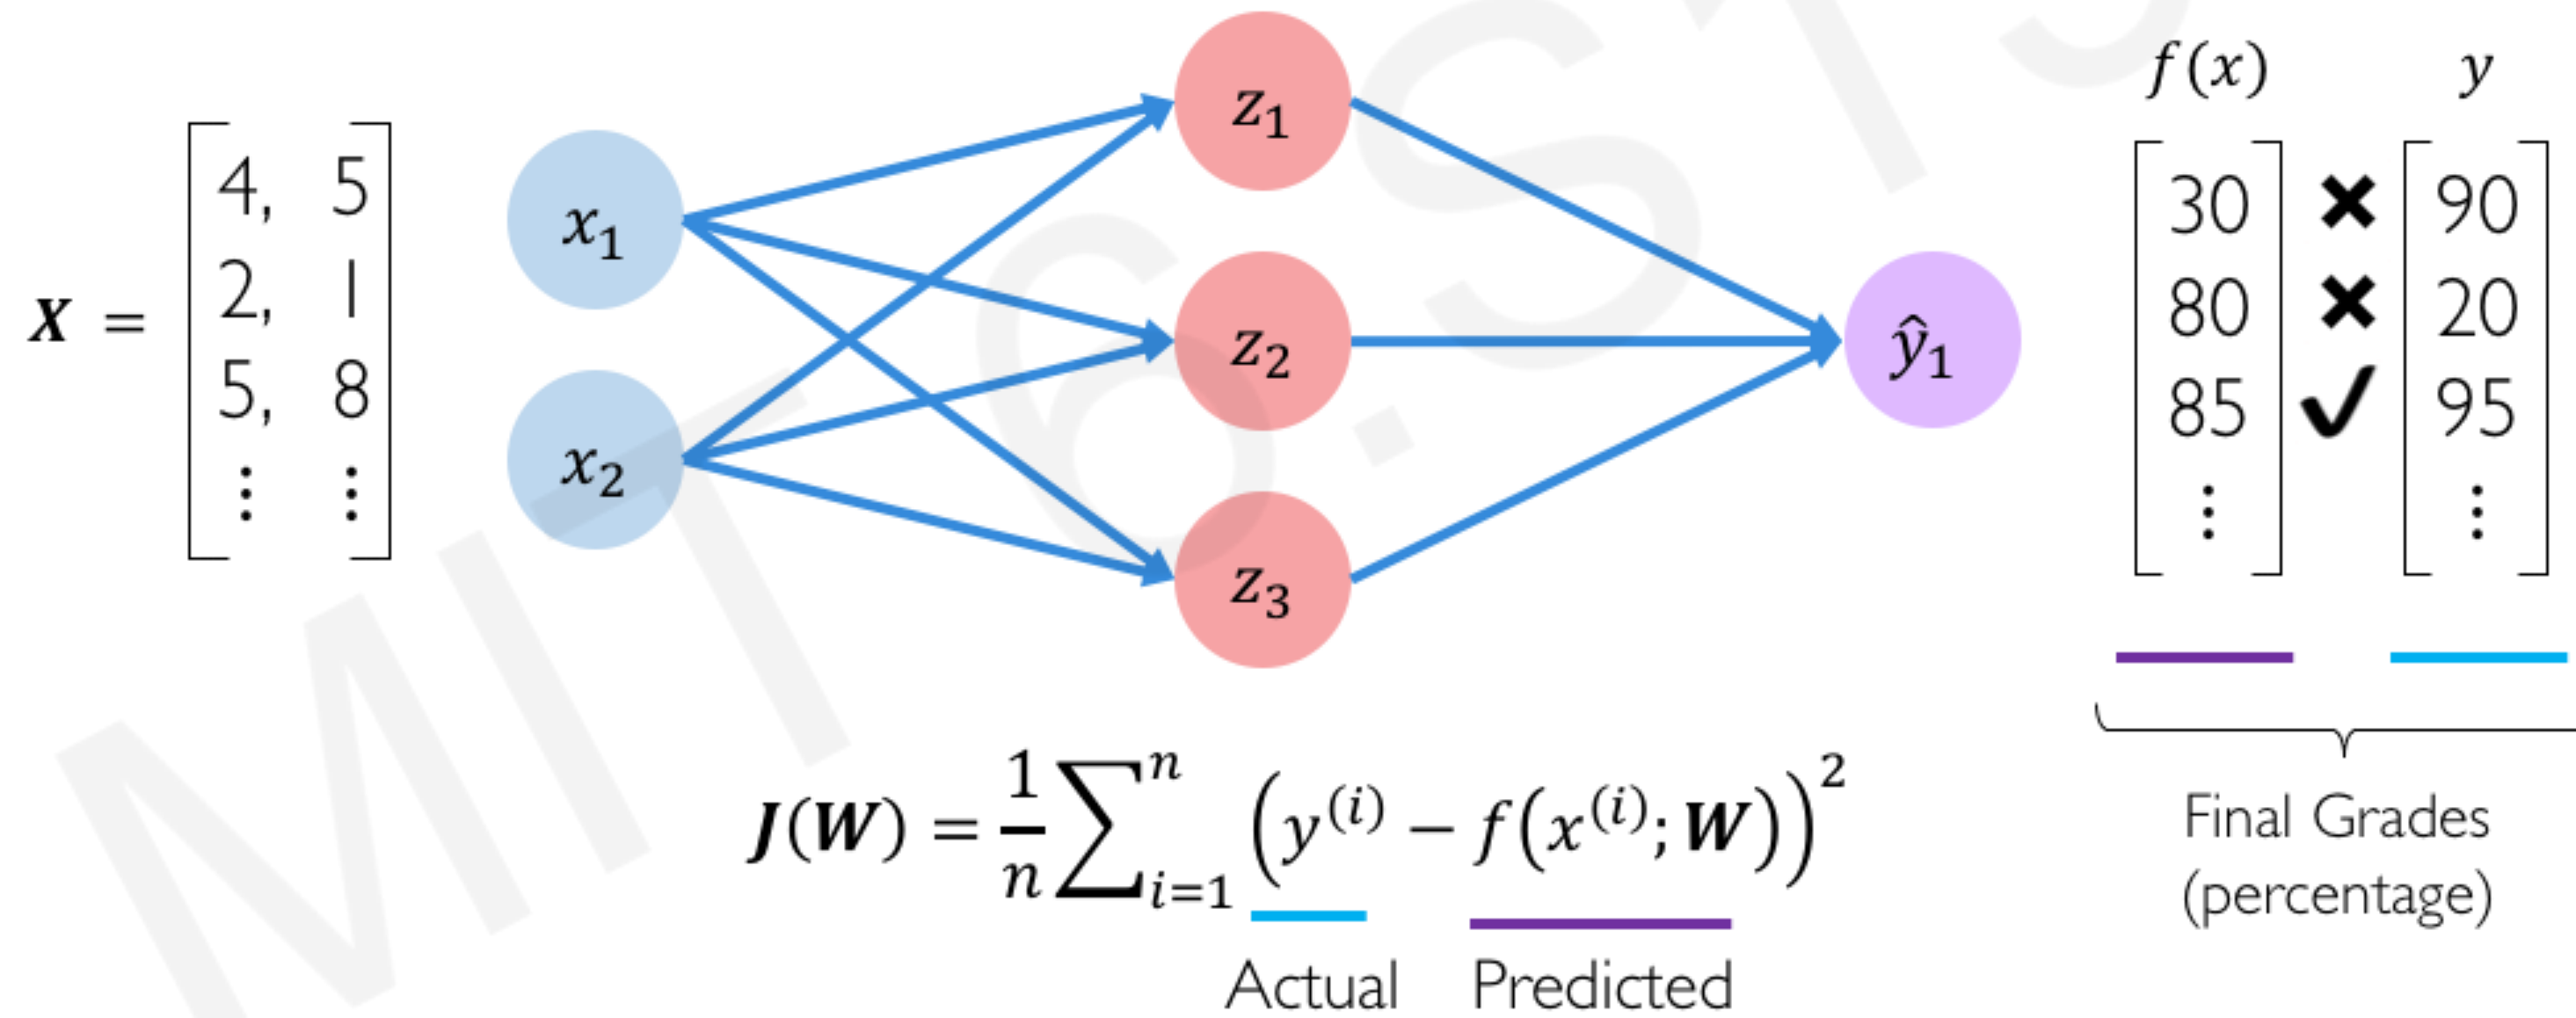 X = [4, 5
2, 1
5, 8
⋮ ⋮]
x₁
x₂
z₁
z₂
z₃
ŷ₁
f(x) y
30 ✖ 90
80 ✖ 20
85 ✔ 95
⋮ ⋮
Final Grades
(percentage)
J(W) = 1/n ∑ⁿᵢ₌₁ (y⁽ⁱ⁾ − f(x⁽ⁱ⁾; W))²
Actual Predicted
MIT 6.S19